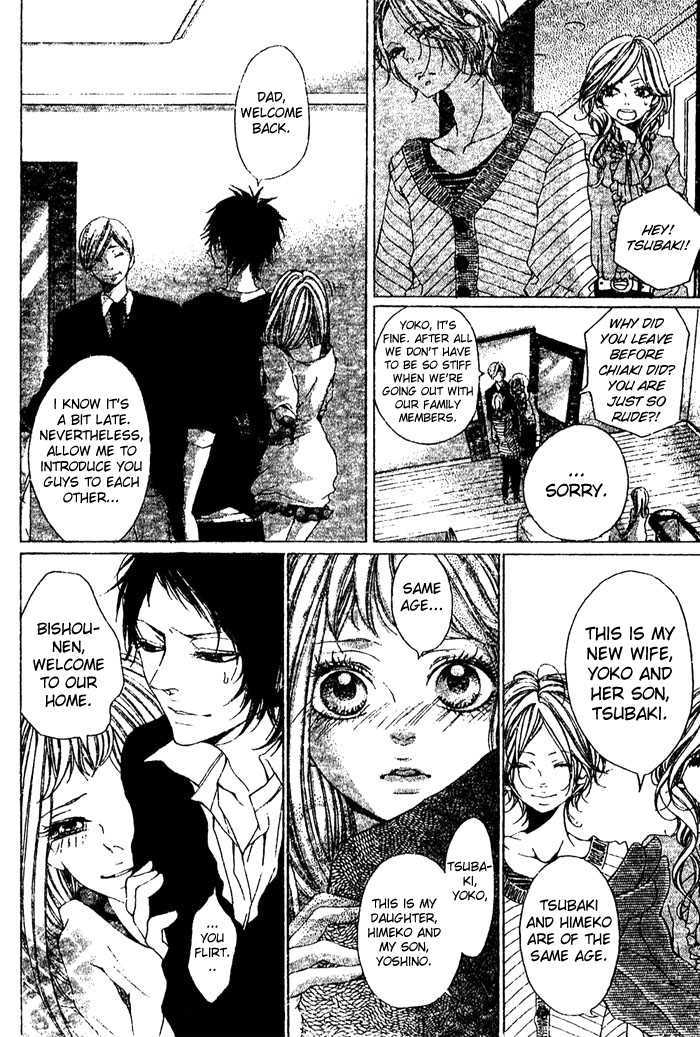 HEY!
TSUBAKI!
WHY DID
YOU LEAVE
BEFORE
CHIAKI DID?
YOU ARE
JUST SO
RUDE?!
...
SORRY.
YOKO, IT'S
FINE. AFTER ALL
WE DON'T HAVE
TO BE SO STIFF
WHEN WE'RE
GOING OUT WITH
OUR FAMILY
MEMBERS.
DAD,
WELCOME
BACK.
I KNOW IT'S
A BIT LATE.
NEVERTHELESS,
ALLOW ME TO
INTRODUCE YOU
GUYS TO EACH
OTHER...
THIS IS MY
NEW WIFE,
YOKO AND
HER SON,
TSUBAKI.
TSUBAKI
AND HIMEKO
ARE OF THE
SAME AGE.
SAME
AGE...
TSUBA-
KI,
YOKO,
THIS IS MY
DAUGHTER,
HIMEKO AND
MY SON,
YOSHINO.
BISHOU-
NEN,
WELCOME
TO OUR
HOME.
...
YOU
FLIRT.
..